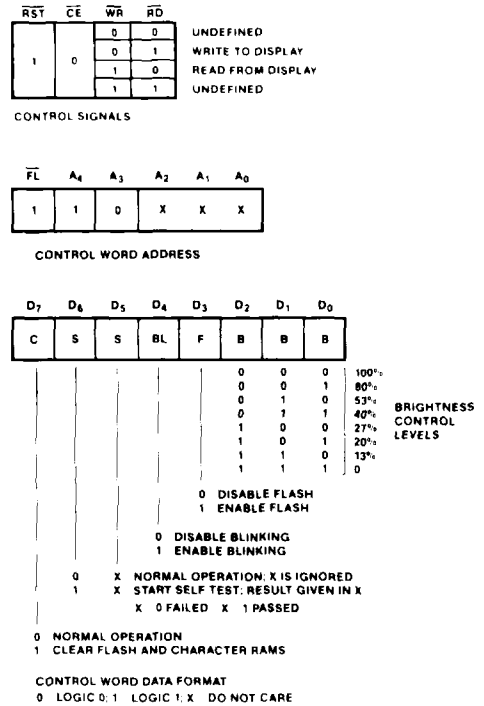 RST CE WR RD
0 0 UNDEFINED
0 1 WRITE TO DISPLAY
1 0 1 0 READ FROM DISPLAY
1 1 UNDEFINED
CONTROL SIGNALS
FL A4 A3 A2 A1 A0
1 1 0 X X X
CONTROL WORD ADDRESS
D7 D6 D5 D4 D3 D2 D1 D0
C S S BL F B B B
0 0 0 100%
0 0 1 80%
0 1 0 53%
0 1 1 40%
1 0 0 27%
1 0 1 20%
1 1 0 13%
1 1 1 0
BRIGHTNESS
CONTROL
LEVELS
0 DISABLE FLASH
1 ENABLE FLASH
0 DISABLE BLINKING
1 ENABLE BLINKING
0 X NORMAL OPERATION; X IS IGNORED
1 X START SELF TEST; RESULT GIVEN IN X
X 0 FAILED X 1 PASSED
0 NORMAL OPERATION
1 CLEAR FLASH AND CHARACTER RAMS
CONTROL WORD DATA FORMAT
0 LOGIC 0; 1 LOGIC 1; X DO NOT CARE